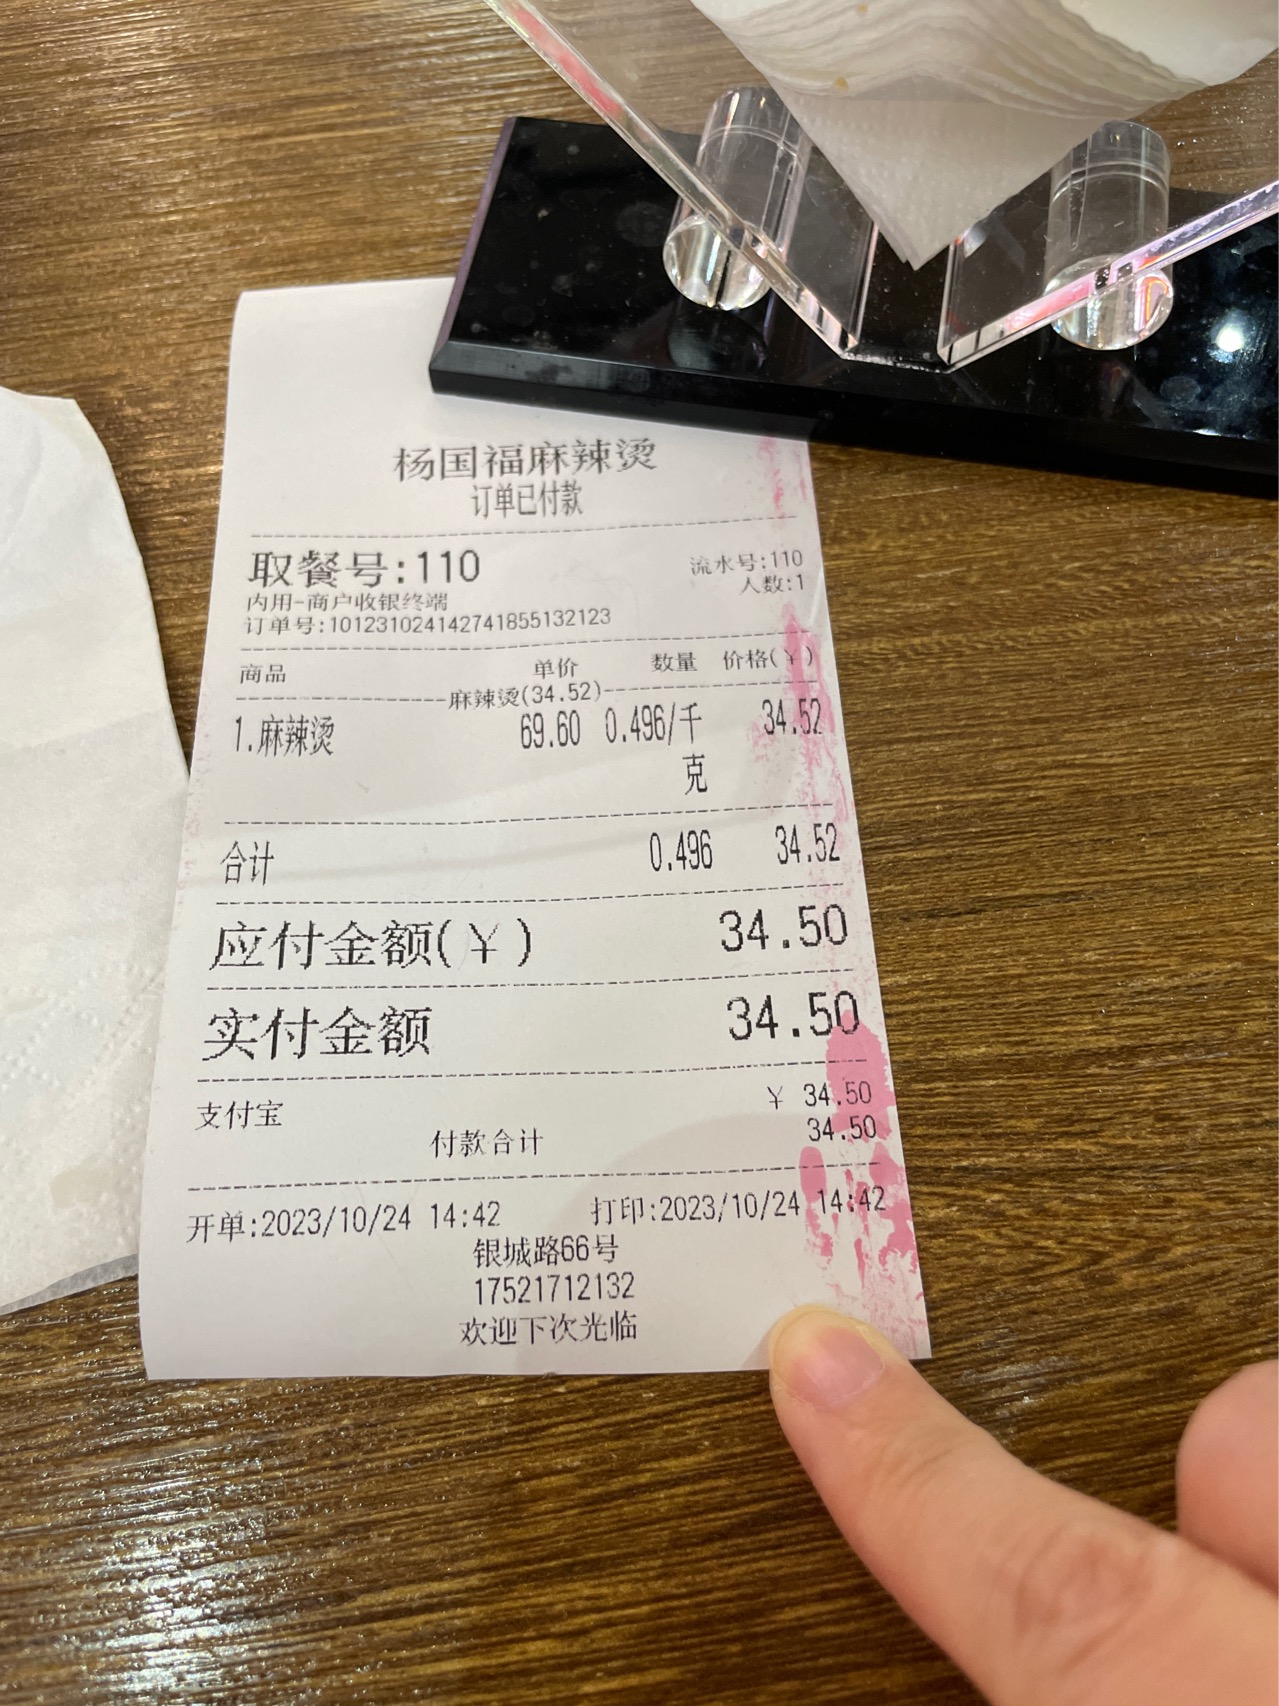 杨国福麻辣烫
订单已付款
取餐号:110 流水号:110
人数:1
内用-商户收银终端
订单号:101231024142741855132123
商品 单价 数量 价格(¥)
麻辣烫(34.52)
1.麻辣烫 69.60 0.496/千克 34.52
合计 0.496 34.52
应付金额(¥) 34.50
实付金额 34.50
支付宝 ¥ 34.50
付款合计 34.50
开单:2023/10/24 14:42 打印:2023/10/24 14:42
银城路66号
17521712132
欢迎下次光临